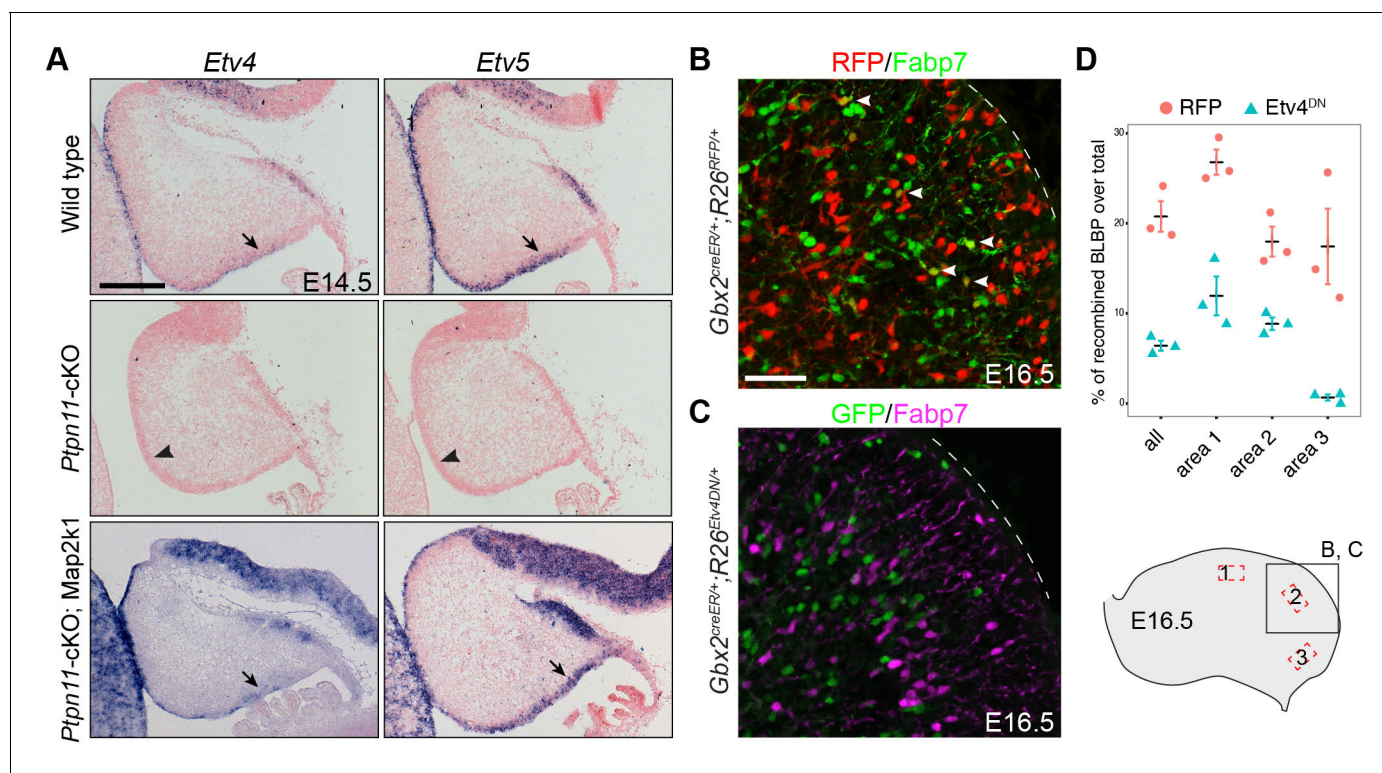 A
Etv4
Etv5
Wild type
E14.5
Ptpn11-cKO
Ptpn11-cKO; Map2k1
B
RFP/Fabp7
Gbx2creER/+;R26RFP/+
E16.5
C
GFP/Fabp7
Gbx2creER/+;R26Etv4DN/+
E16.5
D
RFP Etv4DN
% of recombined BLBP over total
30
20
10
0
all area 1 area 2 area 3
B, C
1
2
3
E16.5